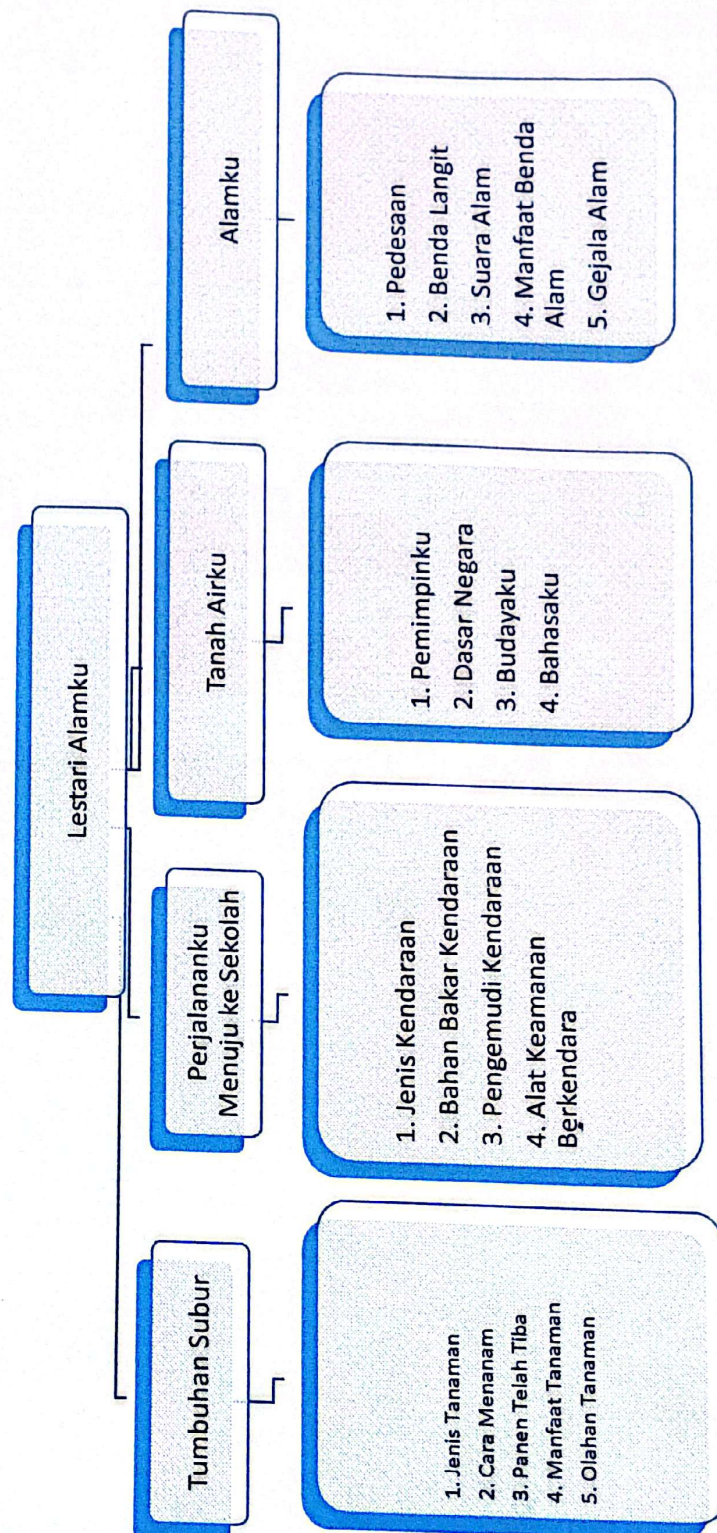 Lestari Alamku
Tumbuhan Subur
1. Jenis Tanaman
2. Cara Menanam
3. Panen Telah Tiba
4. Manfaat Tanaman
5. Olahan Tanaman
Perjalananku
Menuju ke Sekolah
1. Jenis Kendaraan
2. Bahan Bakar Kendaraan
3. Pengemudi Kendaraan
4. Alat Keamanan
Berkendara
Tanah Airku
1. Pemimpinku
2. Dasar Negara
3. Budayaku
4. Bahasaku
Alamku
1. Pedesaan
2. Benda Langit
3. Suara Alam
4. Manfaat Benda
Alam
5. Gejala Alam